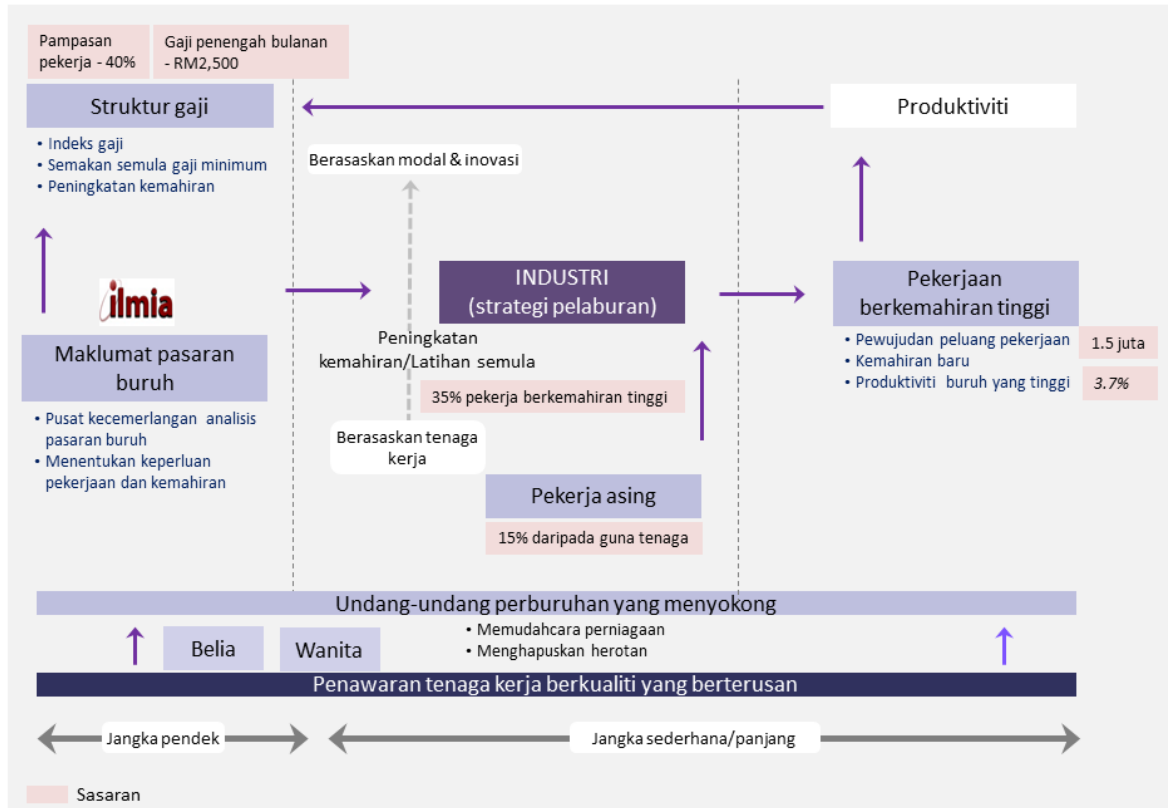 Pampasan
pekerja - 40%
Gaji penengah bulanan
- RM2,500
Struktur gaji
• Indeks gaji
• Semakan semula gaji minimum
• Peningkatan kemahiran
Produktiviti
Berasaskan modal & inovasi
ilmia
INDUSTRI
(strategi pelaburan)
Pekerjaan
berkemahiran tinggi
• Pewujudan peluang pekerjaan
1.5 juta
• Kemahiran baru
• Produktiviti buruh yang tinggi
3.7%
Maklumat pasaran
buruh
• Pusat kecemerlangan analisis
pasaran buruh
• Menentukan keperluan
pekerjaan dan kemahiran
Peningkatan
kemahiran/Latihan semula
35% pekerja berkemahiran tinggi
Berasaskan tenaga
kerja
Pekerja asing
15% daripada guna tenaga
Undang-undang perburuhan yang menyokong
Belia
Wanita
• Memudahcara perniagaan
• Menghapuskan herotan
Penawaran tenaga kerja berkualiti yang berterusan
Jangka pendek
Jangka sederhana/panjang
Sasaran